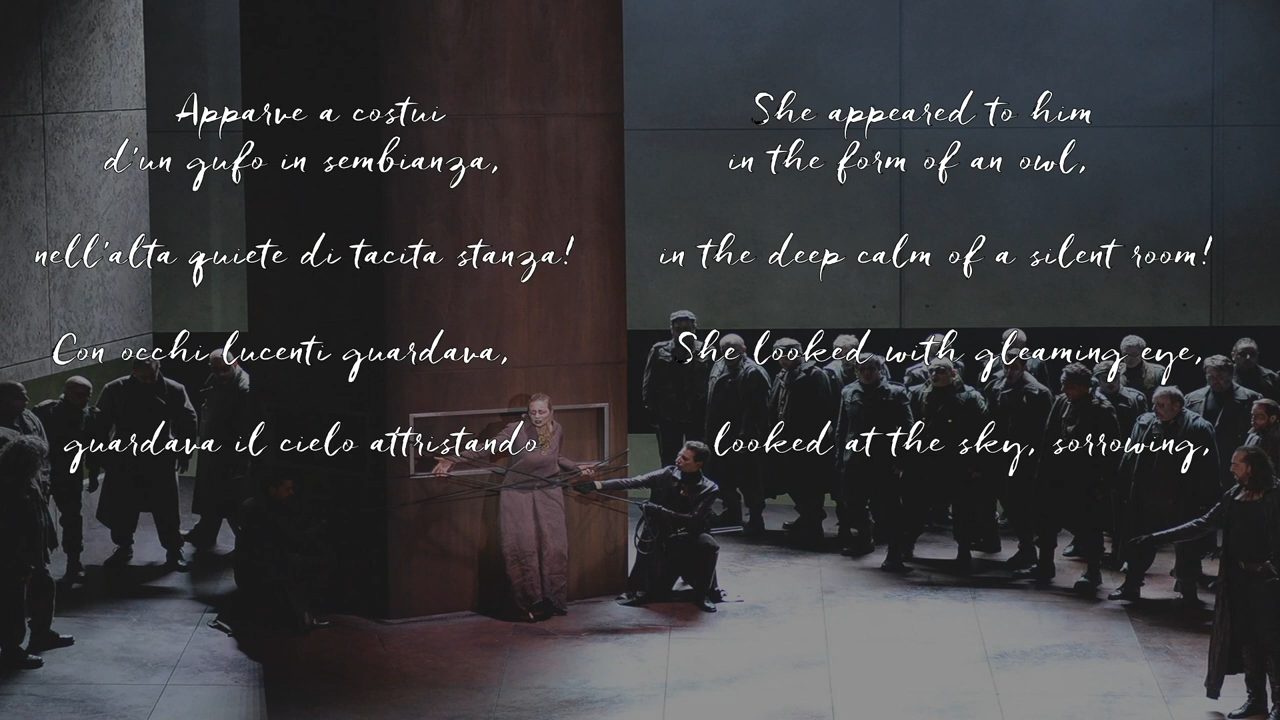 Apparve a costui
d'un gufo in sembianza,
nell'alta quiete di tacita stanza!
Con occhi lucenti guardava,
guardava il cielo attristando
She appeared to him
in the form of an owl,
in the deep calm of a silent room!
She looked with gleaming eye,
looked at the sky, sorrowing,